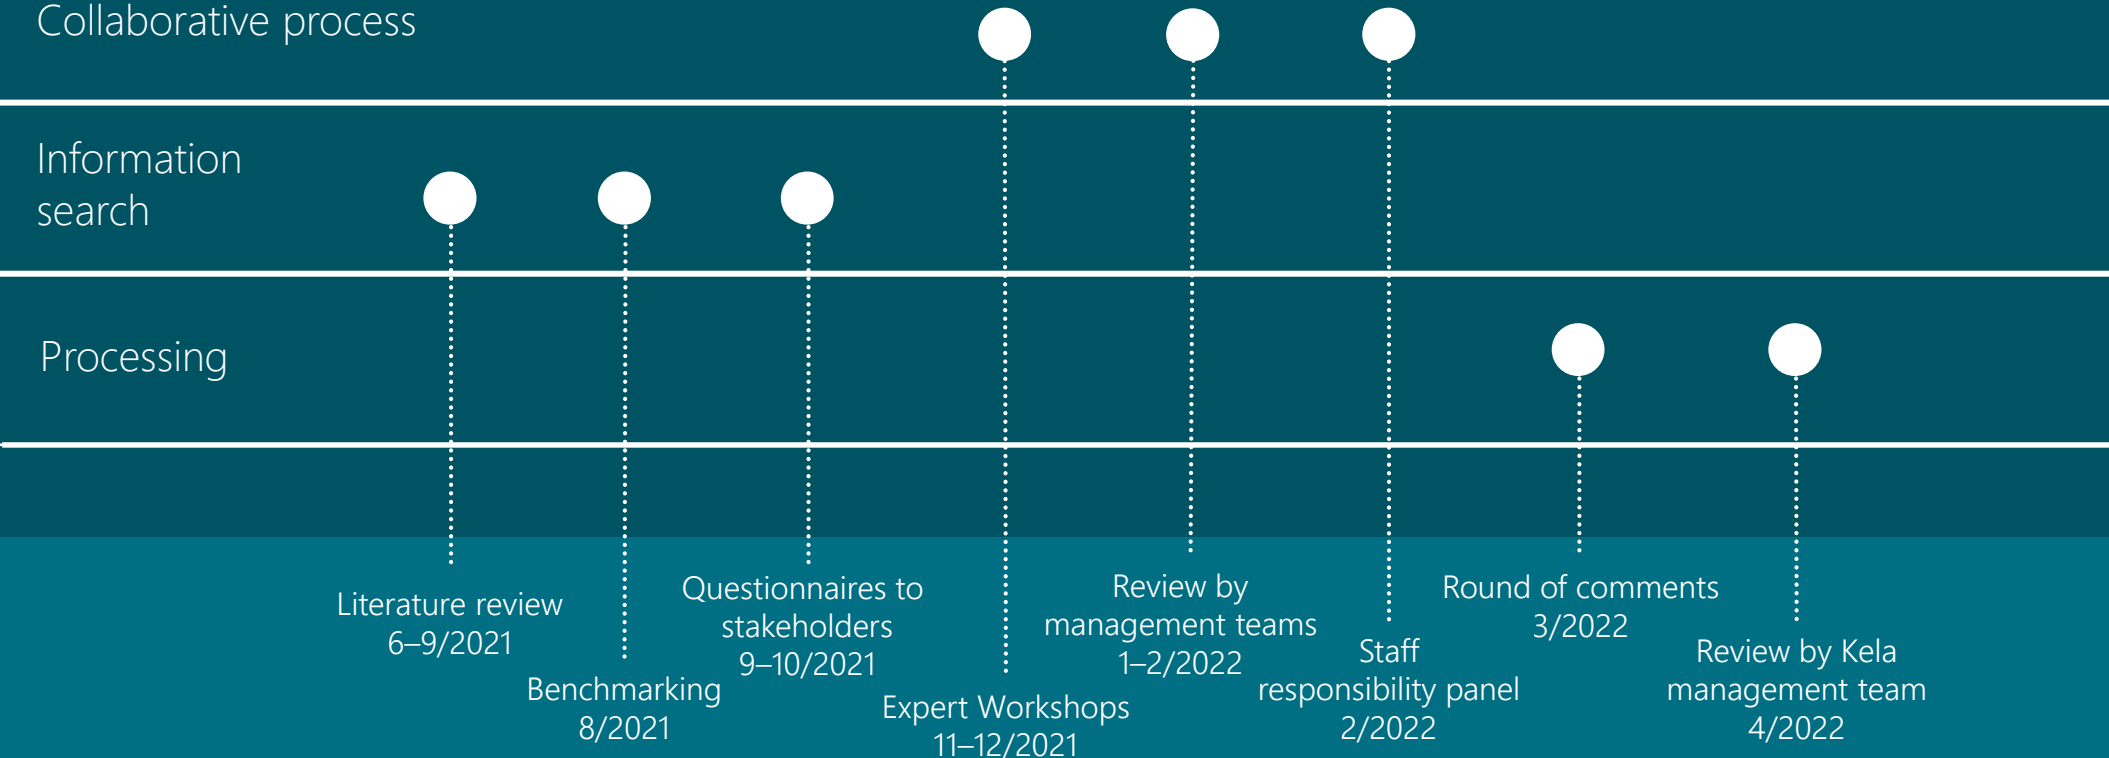 Collaborative process
Information
search
Processing
Literature review
6–9/2021
Benchmarking
8/2021
Questionnaires to
stakeholders
9–10/2021
Expert Workshops
11–12/2021
Review by
management teams
1–2/2022
Staff
responsibility panel
2/2022
Round of comments
3/2022
Review by Kela
management team
4/2022